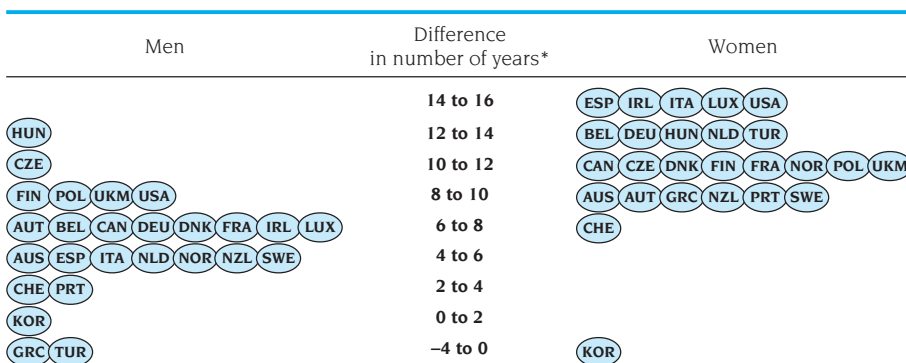 Men Difference in number of years* Women
14 to 16 ESP IRL ITA LUX USA
HUN 12 to 14 BEL DEU HUN NLD TUR
CZE 10 to 12 CAN CZE DNK FIN FRA NOR POL UKM
FIN POL UKM USA 8 to 10 AUS AUT GRC NZL PRT SWE
AUT BEL CAN DEU DNK FRA IRL LUX 6 to 8 CHE
AUS ESP ITA NLD NOR NZL SWE 4 to 6
CHE PRT 2 to 4
KOR 0 to 2
GRC TUR –4 to 0 KOR